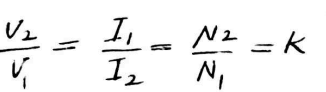 V₂/V₁ = I₁/I₂ = N₂/N₁ = K